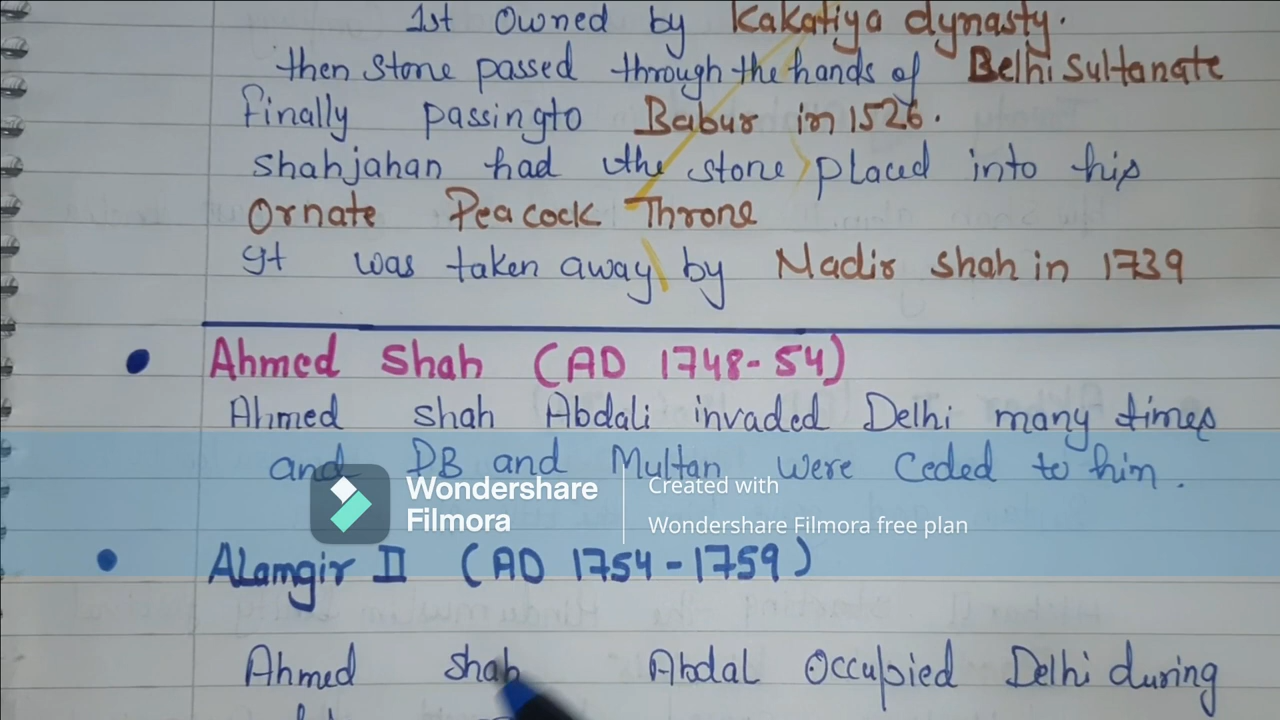 1st owned by Kakatiya dynasty.
then stone passed through the hands of Belhi Sultanate
finally passing to Babur in 1526.
shahjahan had the stone placed into his
Ornate Peacock Throne
It was taken away by Nadir shah in 1739
Ahmed Shah (AD 1748-54)
Ahmed shah Abdali invaded Delhi many times
and PB and Multan were Ceded to him.
Wondershare Filmora
Created with
Wondershare Filmora free plan
Alamgir II (AD 1754-1759)
Ahmed Shah Abdal Occupied Delhi during